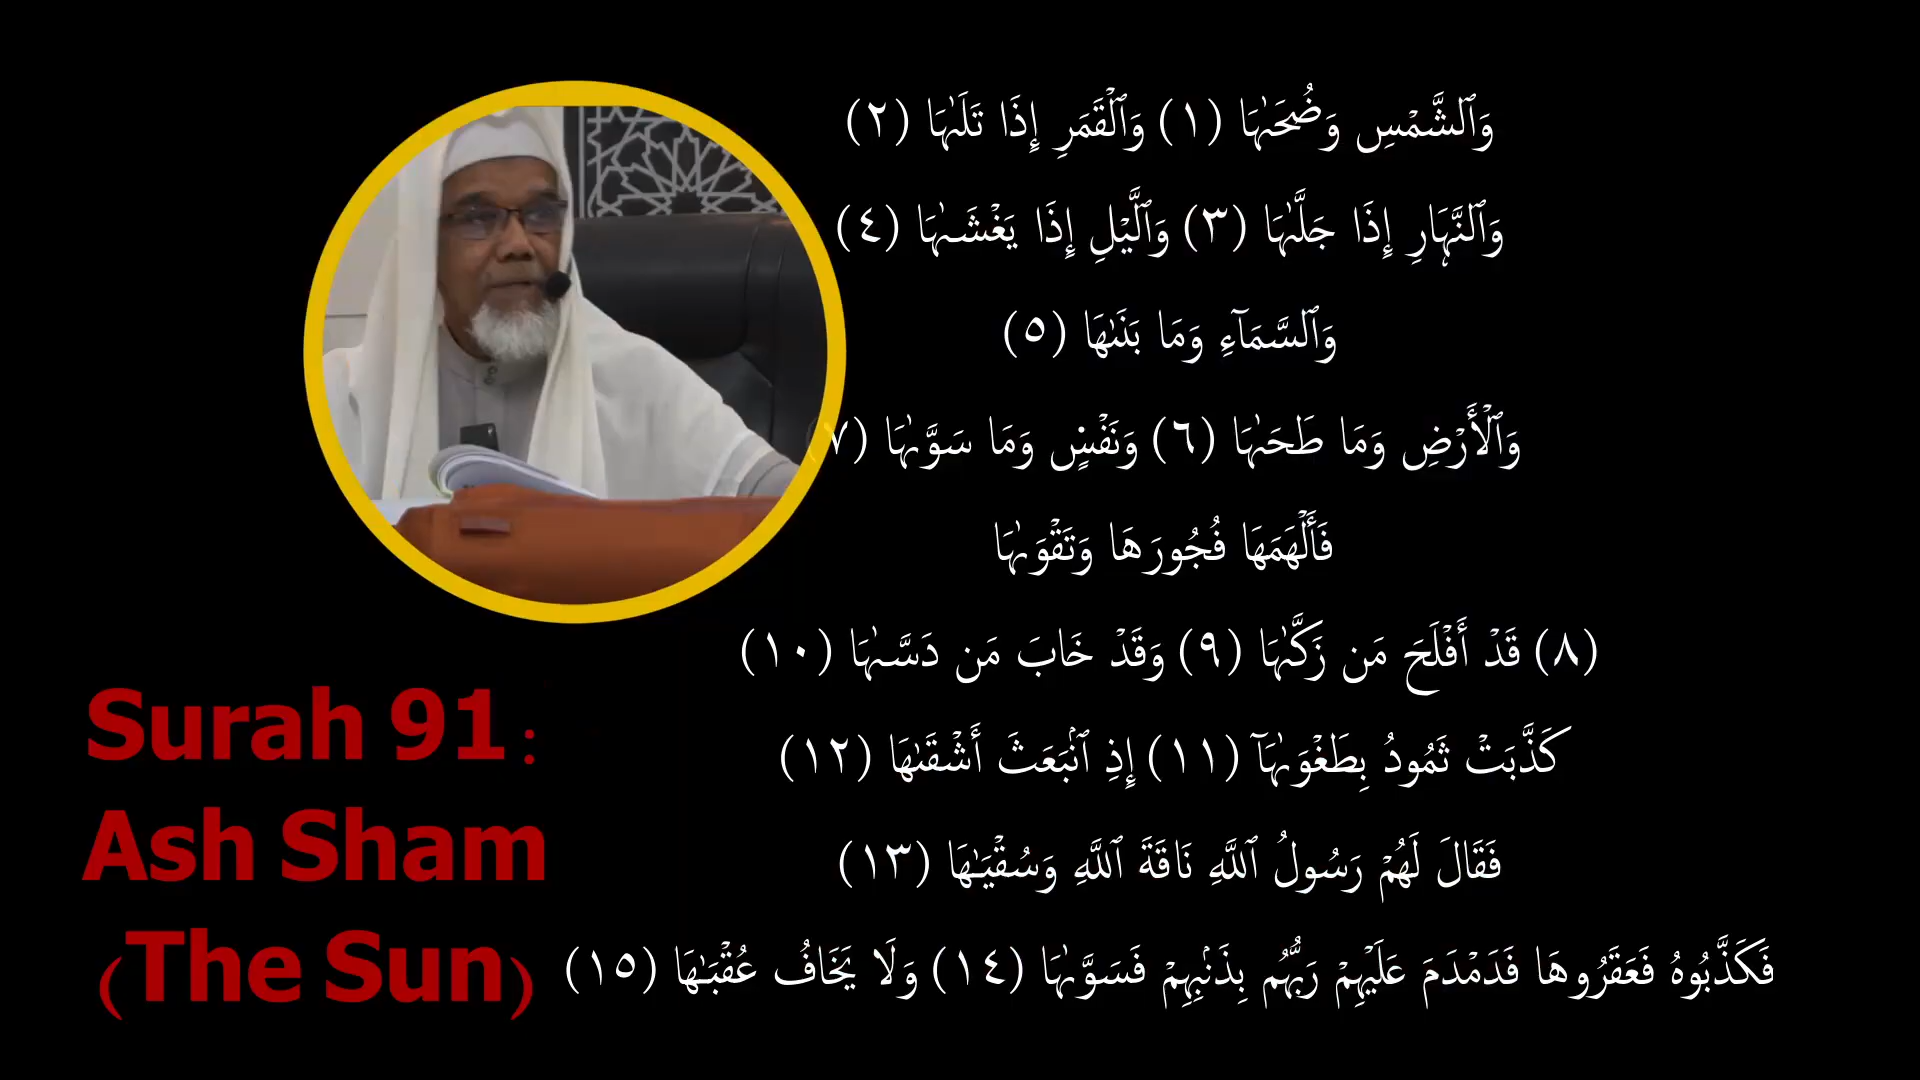 وَٱلشَّمْسِ وَضُحَىٰهَا (١) وَٱلْقَمَرِ إِذَا تَلَىٰهَا (٢)
وَٱلنَّهَارِ إِذَا جَلَّىٰهَا (٣) وَٱلَّيْلِ إِذَا يَغْشَىٰهَا (٤)
وَٱلسَّمَآءِ وَمَا بَنَىٰهَا (٥)
وَٱلْأَرْضِ وَمَا طَحَىٰهَا (٦) وَنَفْسٍ وَمَا سَوَّىٰهَا (٧)
فَأَلْهَمَهَا فُجُورَهَا وَتَقْوَىٰهَا
(٨) قَدْ أَفْلَحَ مَن زَكَّىٰهَا (٩) وَقَدْ خَابَ مَن دَسَّىٰهَا (١٠)
كَذَّبَتْ ثَمُودُ بِطَغْوَىٰهَآ (١١) إِذِ ٱنۢبَعَثَ أَشْقَىٰهَا (١٢)
فَقَالَ لَهُمْ رَسُولُ ٱللَّهِ نَاقَةَ ٱللَّهِ وَسُقْيَـٰهَا (١٣)
فَكَذَّبُوهُ فَعَقَرُوهَا فَدَمْدَمَ عَلَيْهِمْ رَبُّهُم بِذَنۢبِهِمْ فَسَوَّىٰهَا (١٤) وَلَا يَخَافُ عُقْبَـٰهَا (١٥)
Surah 91:
Ash Sham
(The Sun)